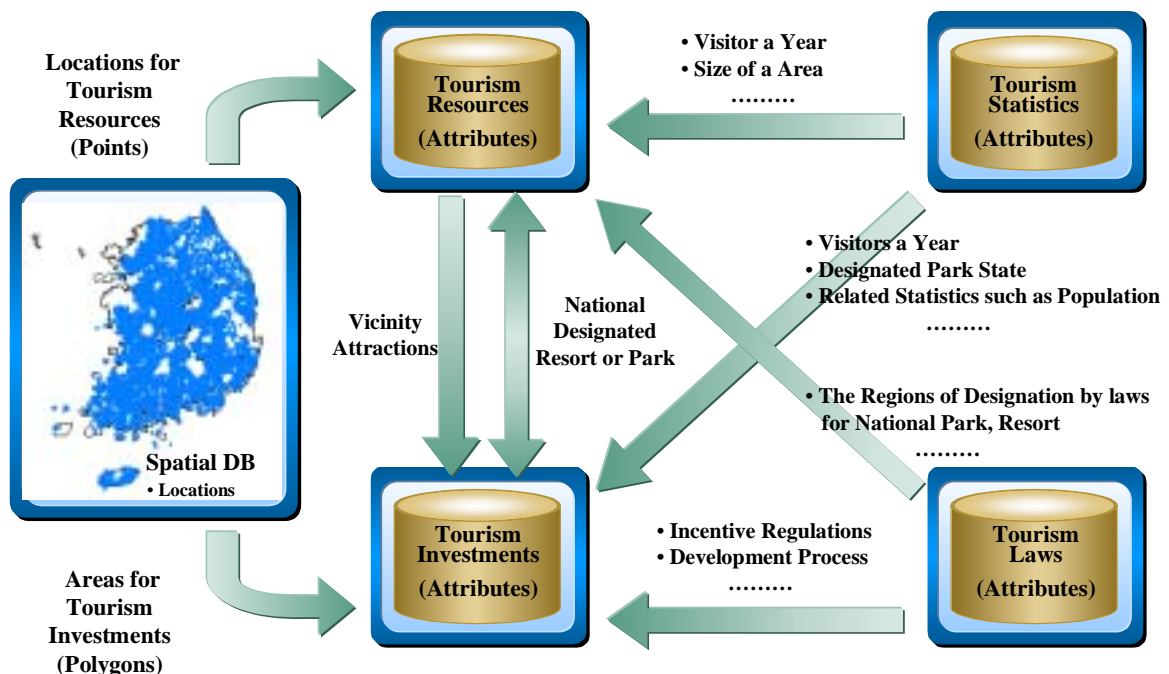 Locations for
Tourism
Resources
(Points)
Tourism
Resources
(Attributes)
• Visitor a Year
• Size of a Area
.........
Tourism
Statistics
(Attributes)
Spatial DB
• Locations
Vicinity
Attractions
National
Designated
Resort or Park
• Visitors a Year
• Designated Park State
• Related Statistics such as Population
.........
• The Regions of Designation by laws
for National Park, Resort
.........
Areas for
Tourism
Investments
(Polygons)
Tourism
Investments
(Attributes)
• Incentive Regulations
• Development Process
.........
Tourism
Laws
(Attributes)